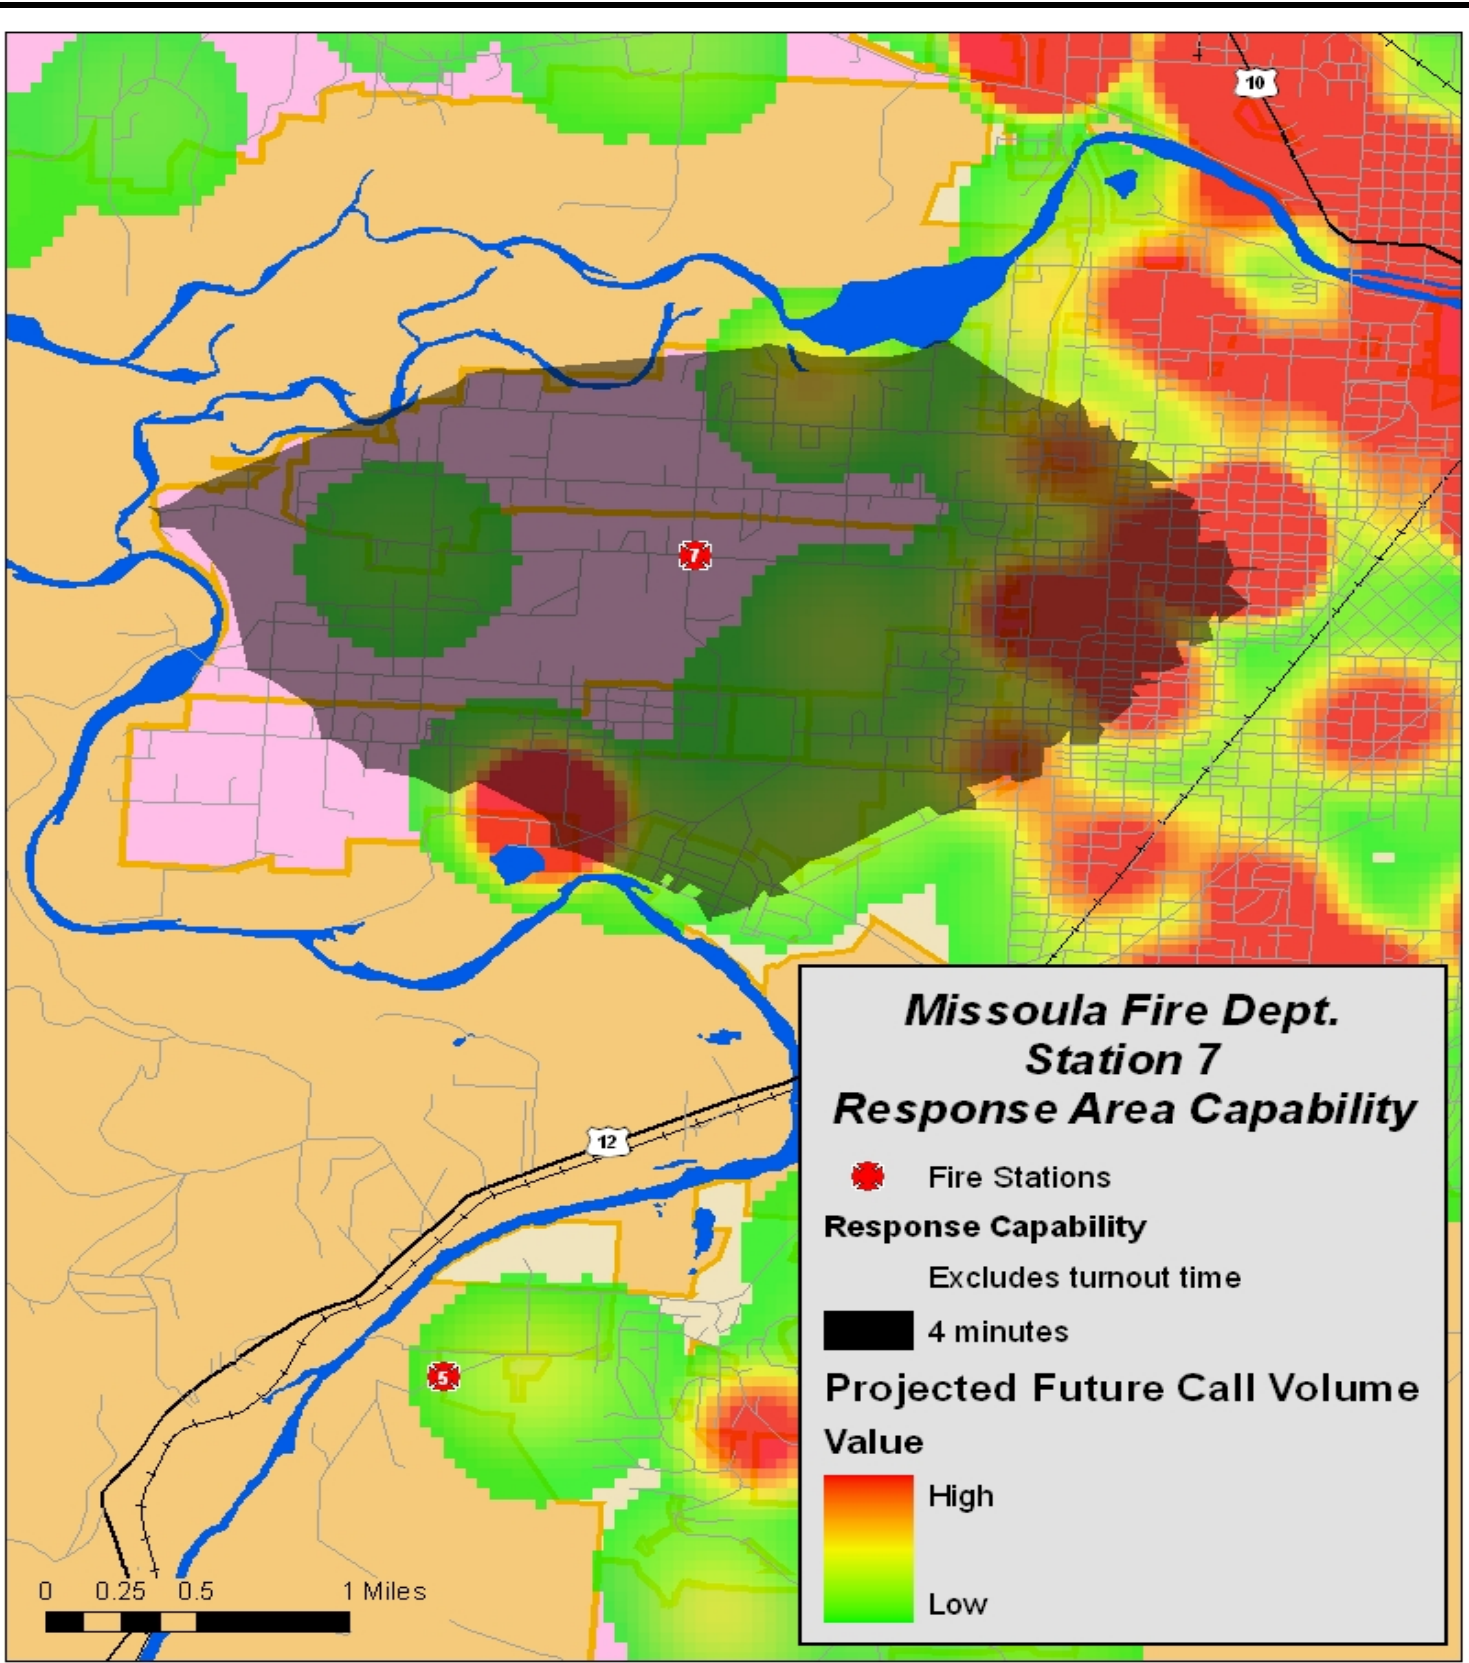 10
7
Missoula Fire Dept.
Station 7
Response Area Capability
Fire Stations
Response Capability
Excludes turnout time
4 minutes
Projected Future Call Volume
Value
High
Low
12
5
0 0.25 0.5 1 Miles